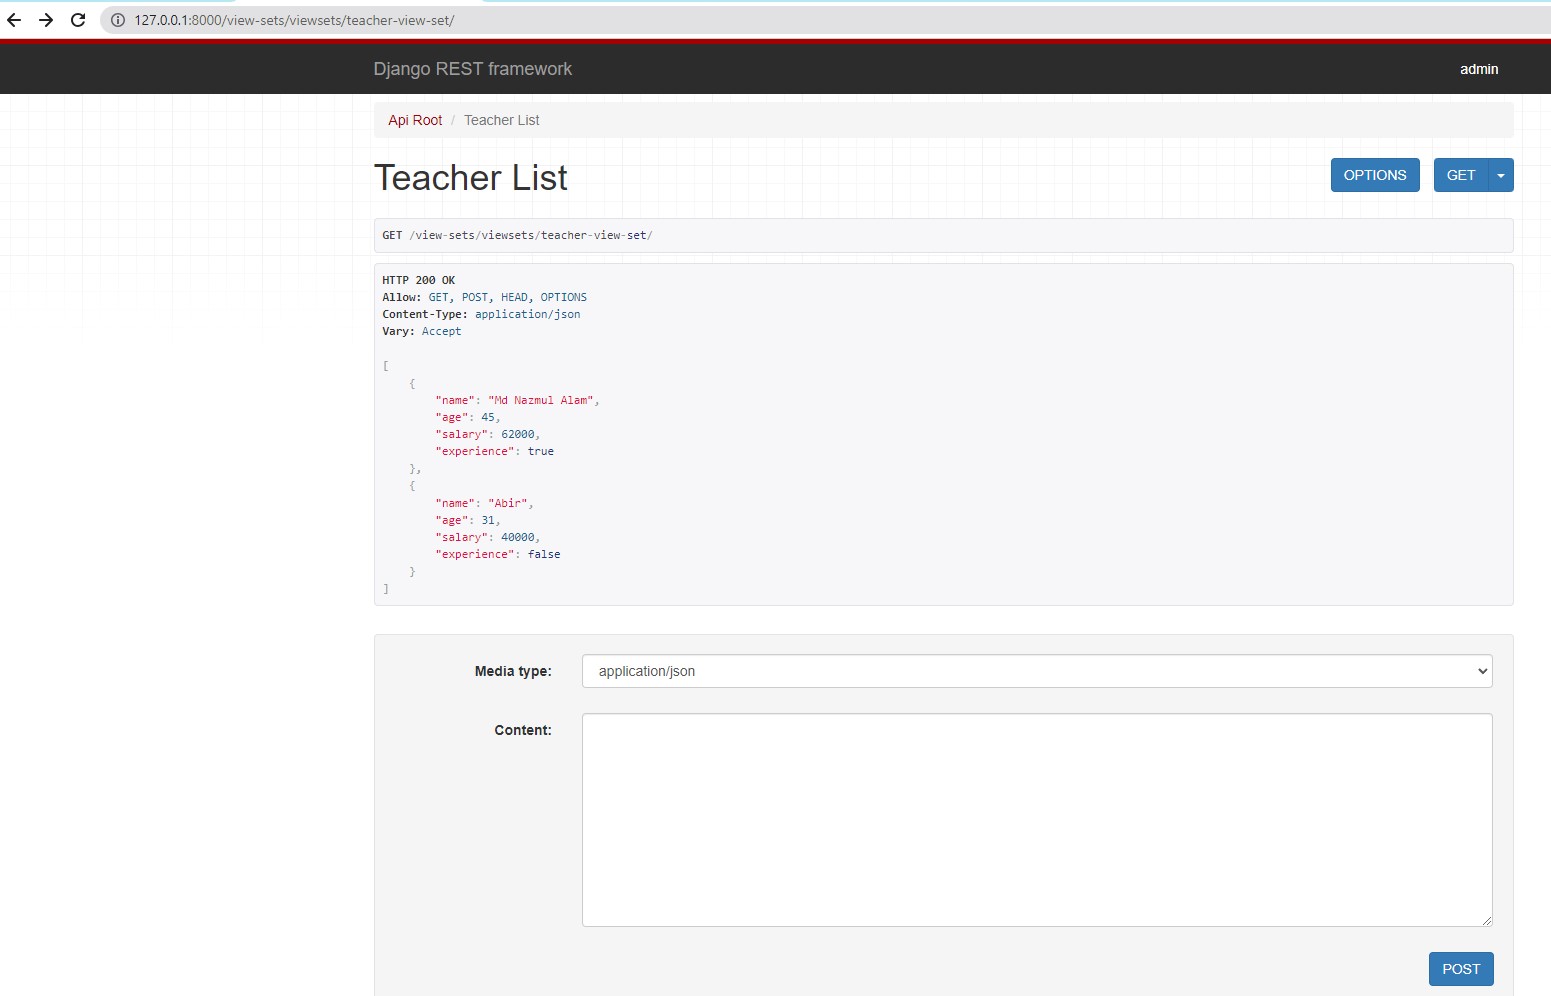 127.0.0.1:8000/view-sets/viewsets/teacher-view-set/
Django REST framework admin
Api Root / Teacher List
Teacher List OPTIONS GET
GET /view-sets/viewsets/teacher-view-set/
HTTP 200 OK
Allow: GET, POST, HEAD, OPTIONS
Content-Type: application/json
Vary: Accept
[
    {
        "name": "Md Nazmul Alam",
        "age": 45,
        "salary": 62000,
        "experience": true
    },
    {
        "name": "Abir",
        "age": 31,
        "salary": 40000,
        "experience": false
    }
]
Media type: application/json
Content:
POST